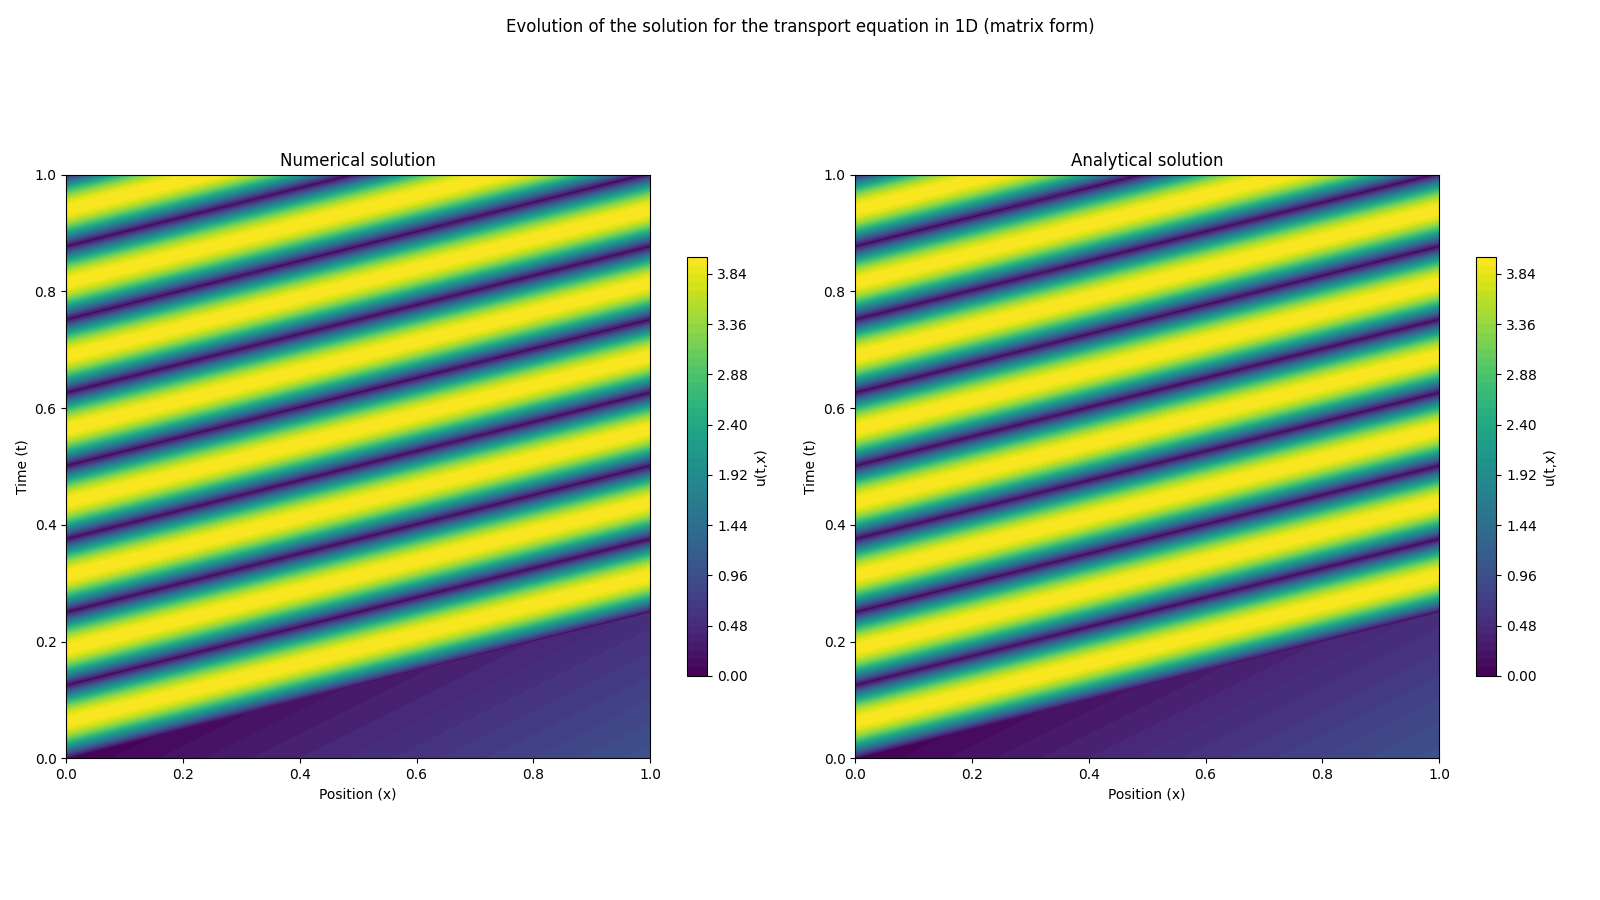 Evolution of the solution for the transport equation in 1D (matrix form)
Numerical solution
1.0
0.8
0.6
0.4
0.2
0.0
Time (t)
0.0 0.2 0.4 0.6 0.8 1.0
Position (x)
3.84
3.36
2.88
2.40
1.92
1.44
0.96
0.48
0.00
u(t,x)
Analytical solution
1.0
0.8
0.6
0.4
0.2
0.0
Time (t)
0.0 0.2 0.4 0.6 0.8 1.0
Position (x)
3.84
3.36
2.88
2.40
1.92
1.44
0.96
0.48
0.00
u(t,x)